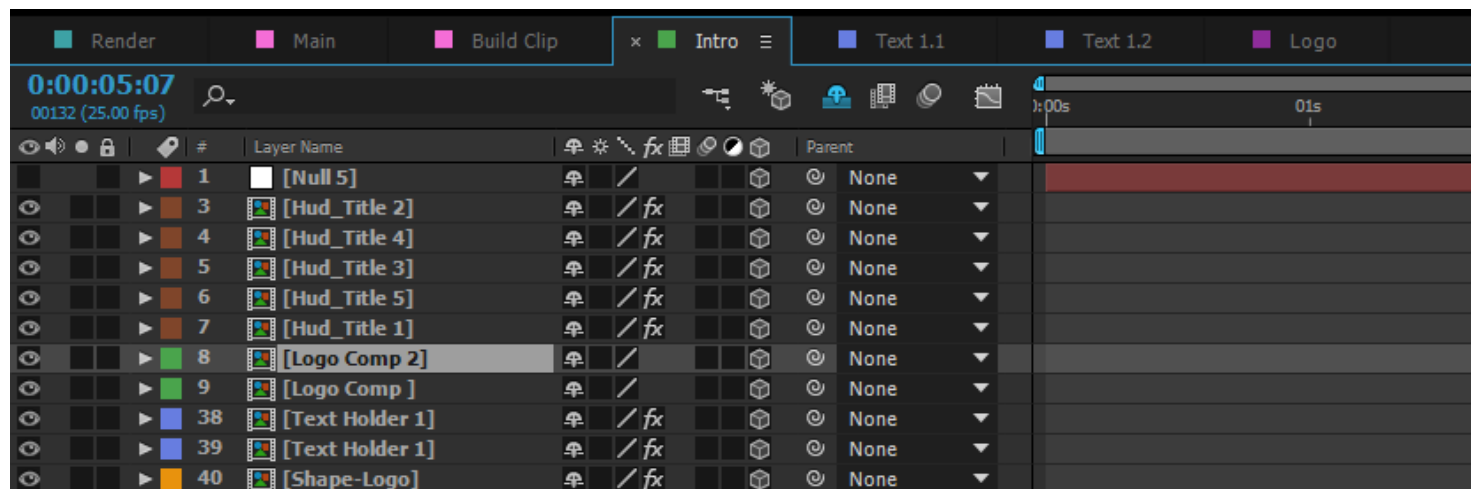 Render Main Build Clip × Intro ≡ Text 1.1 Text 1.2 Logo
0:00:05:07
00132 (25.00 fps) 0:00s 01s
# Layer Name fx Parent
1 [Null 5] None
3 [Hud_Title 2] fx None
4 [Hud_Title 4] fx None
5 [Hud_Title 3] fx None
6 [Hud_Title 5] fx None
7 [Hud_Title 1] fx None
8 [Logo Comp 2] None
9 [Logo Comp ] None
38 [Text Holder 1] fx None
39 [Text Holder 1] fx None
40 [Shape-Logo] fx None